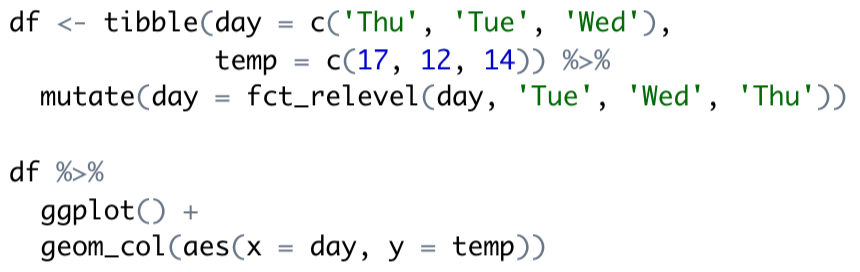 df <- tibble(day = c('Thu', 'Tue', 'Wed'),
             temp = c(17, 12, 14)) %>%
  mutate(day = fct_relevel(day, 'Tue', 'Wed', 'Thu'))

df %>%
  ggplot() +
  geom_col(aes(x = day, y = temp))